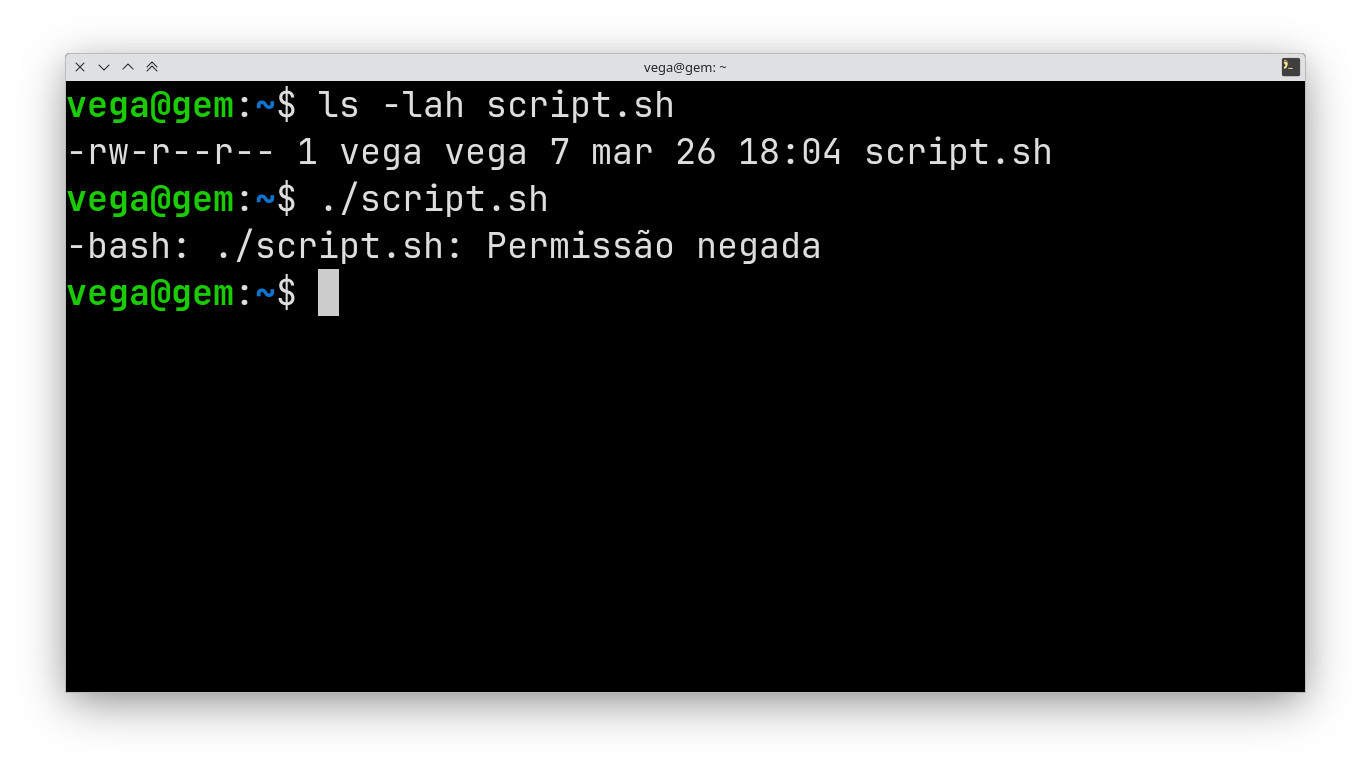 vega@gem: ~
vega@gem:~$ ls -lah script.sh
-rw-r--r-- 1 vega vega 7 mar 26 18:04 script.sh
vega@gem:~$ ./script.sh
-bash: ./script.sh: Permissão negada
vega@gem:~$